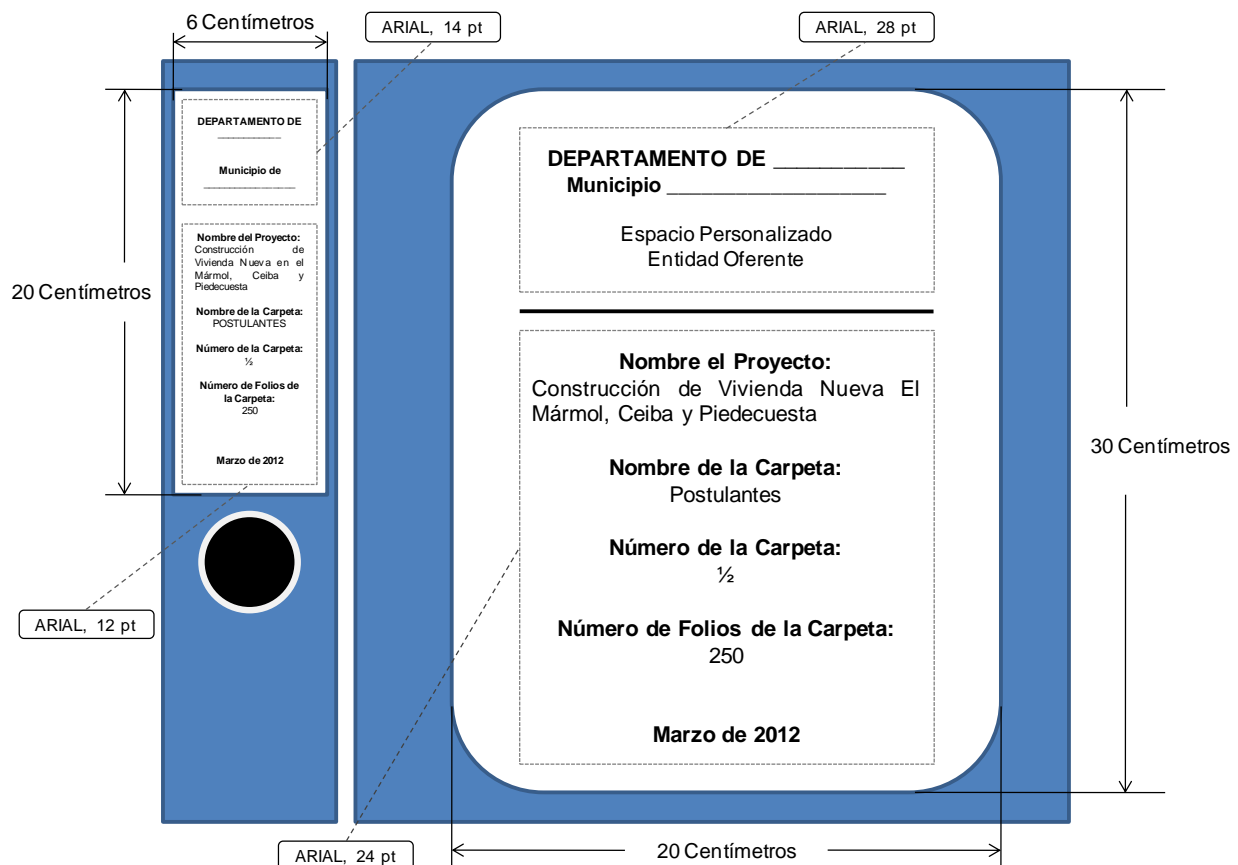 6 Centímetros
ARIAL, 14 pt
ARIAL, 28 pt
DEPARTAMENTO DE
____________
Municipio de
________________
Nombre del Proyecto:
Construcción de
Vivienda Nueva en el
Mármol, Ceiba y
Piedecuesta
Nombre de la Carpeta:
POSTULANTES
Número de la Carpeta:
½
Número de Folios de
la Carpeta:
250
Marzo de 2012
20 Centímetros
ARIAL, 12 pt
DEPARTAMENTO DE ___________
Municipio ___________________
Espacio Personalizado
Entidad Oferente
Nombre el Proyecto:
Construcción de Vivienda Nueva El
Mármol, Ceiba y Piedecuesta
Nombre de la Carpeta:
Postulantes
Número de la Carpeta:
½
Número de Folios de la Carpeta:
250
Marzo de 2012
30 Centímetros
ARIAL, 24 pt
20 Centímetros